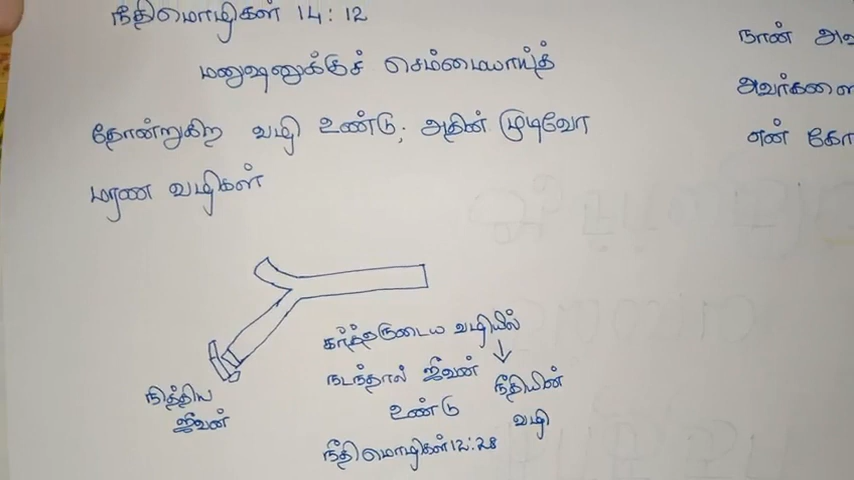 நீதிமொழிகள் 14 : 12
மனுஷனுக்குச் செம்மையாய்த்
தோன்றுகிற வழி உண்டு; அதின் முடிவோ
மரண வழிகள்
நான்
அவர்களை
என்
கர்த்தருடைய வழியில்
நடந்தால் ஜீவன்
உண்டு
நீதிமொழிகள் 12:28
நீதியின்
வழி
நித்திய
ஜீவன்